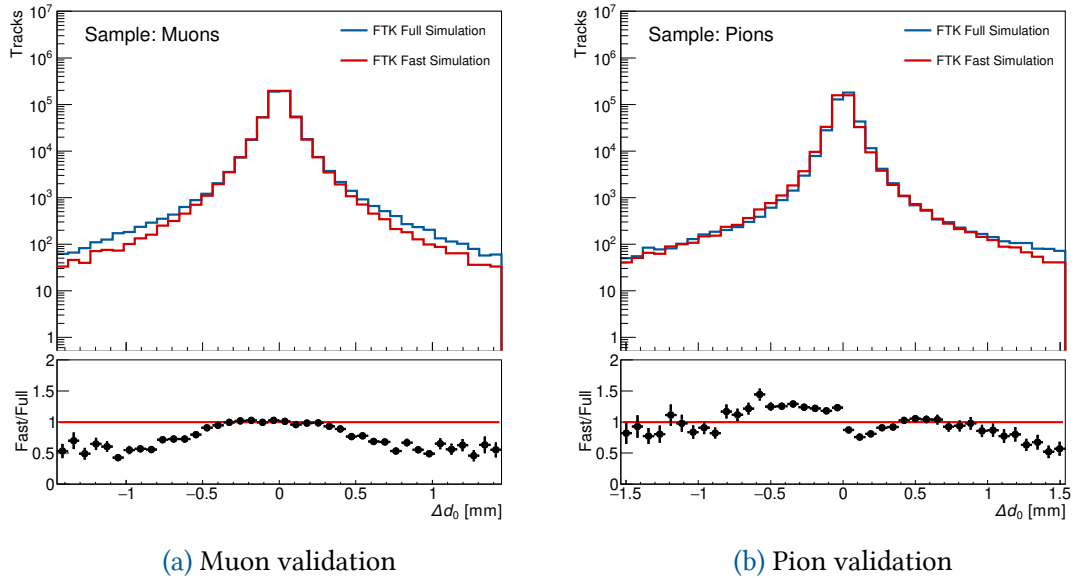 Tracks
10^7
10^6
10^5
10^4
10^3
10^2
10
1
Sample: Muons
FTK Full Simulation
FTK Fast Simulation
Fast/Full
2
1.5
1
0.5
0
−1 −0.5 0 0.5 1
Δd_0 [mm]
(a) Muon validation
Tracks
10^7
10^6
10^5
10^4
10^3
10^2
10
1
Sample: Pions
FTK Full Simulation
FTK Fast Simulation
Fast/Full
2
1.5
1
0.5
0
−1.5 −1 −0.5 0 0.5 1 1.5
Δd_0 [mm]
(b) Pion validation